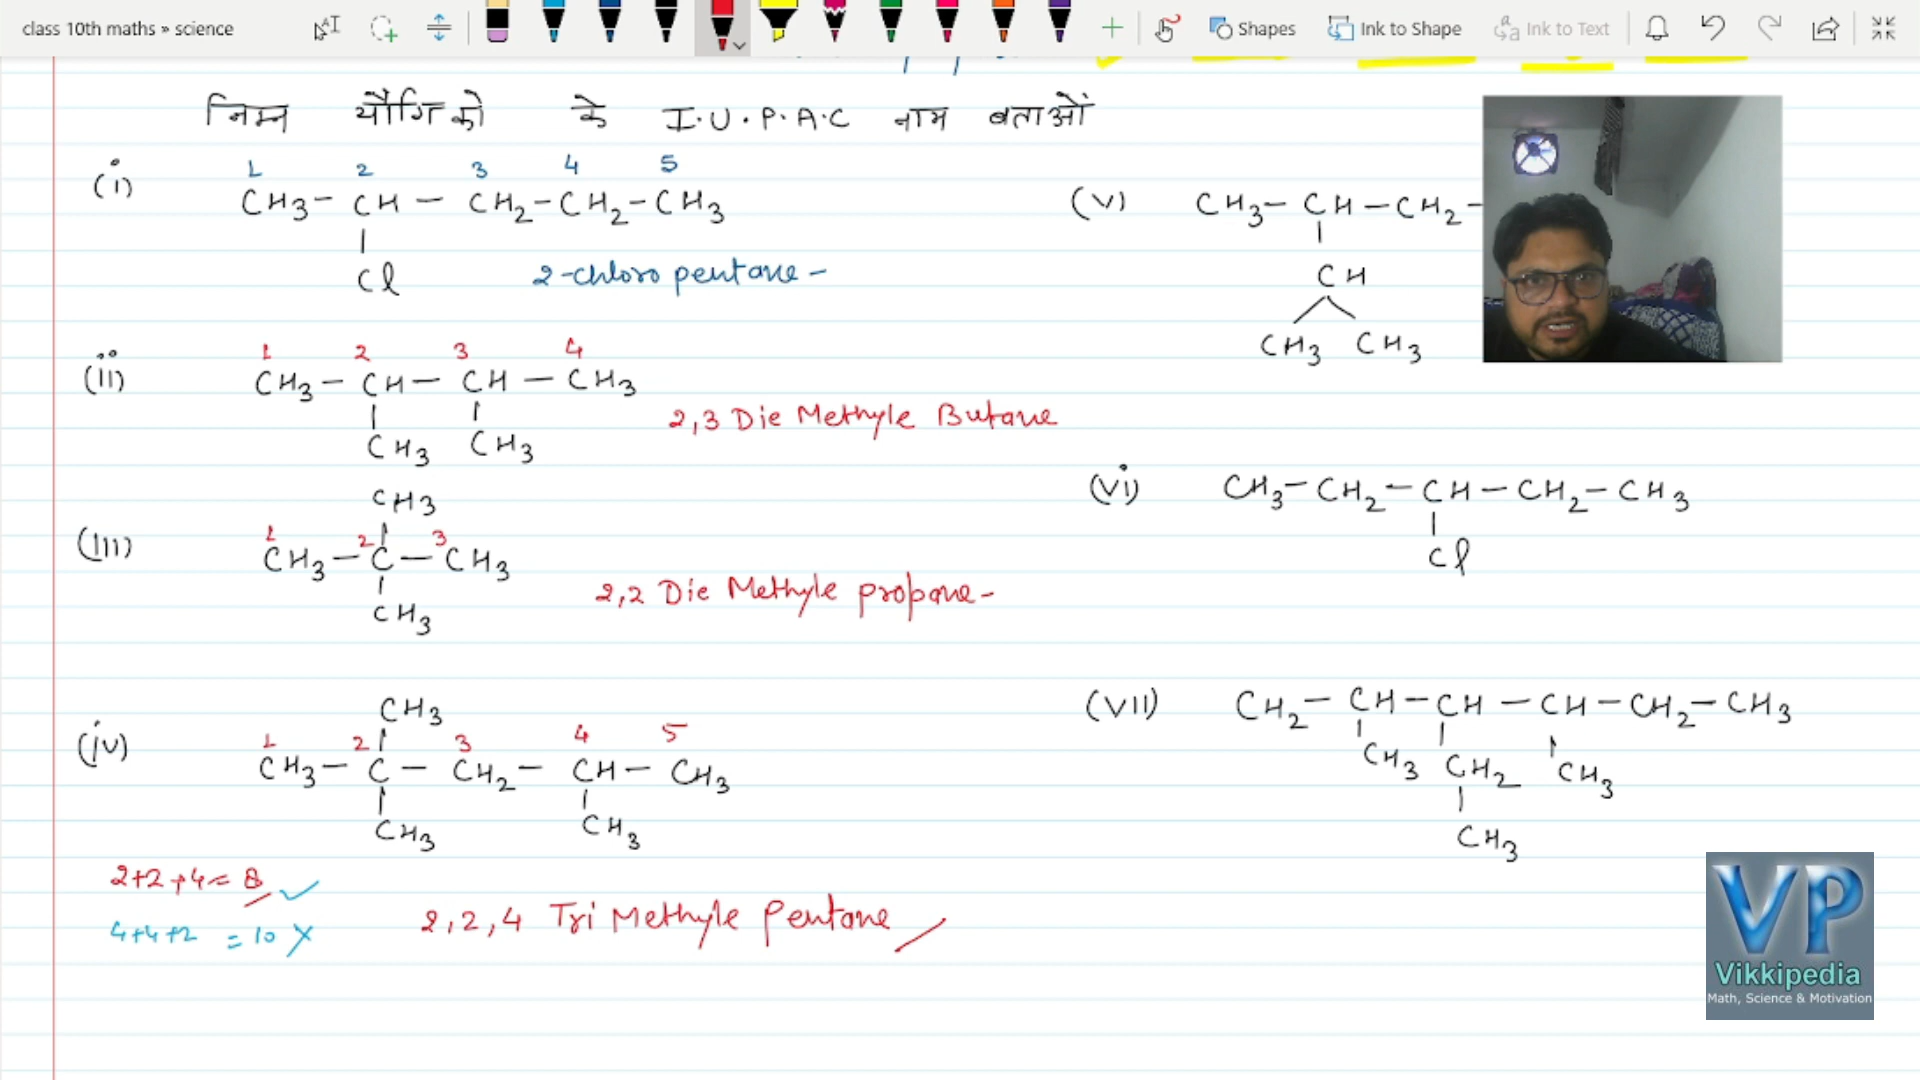 class 10th maths » science
Shapes
Ink to Shape
Ink to Text
निम्न यौगिको के I.U.P.A.C नाम बताओं
(i)
1 2 3 4 5
CH3- CH - CH2-CH2-CH3
Cl
2-chloro pentane -
(ii)
1 2 3 4
CH3- CH- CH - CH3
CH3 CH3
2,3 Die Methyle Butane
(iii)
CH3
1 2 3
CH3-C-CH3
CH3
2,2 Die Methyle propane-
(iv)
CH3
1 2 3 4 5
CH3- C - CH2- CH- CH3
CH3 CH3
2+2+4= 8 ✓
4+4+2 = 10 X
2,2,4 Tri Methyle Pentane
(v) CH3- CH -CH2-
CH
CH3 CH3
(vi) CH3-CH2-CH-CH2-CH3
Cl
(vii) CH2- CH-CH - CH-CH2-CH3
CH3 CH2 CH3
CH3
VP
Vikkipedia
Math, Science & Motivation